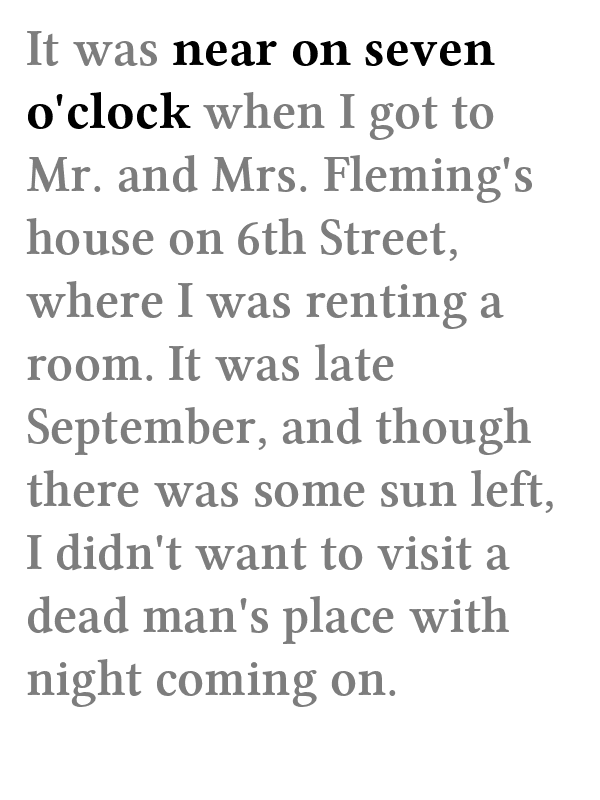 It was near on seven
o'clock when I got to
Mr. and Mrs. Fleming's
house on 6th Street,
where I was renting a
room. It was late
September, and though
there was some sun left,
I didn't want to visit a
dead man's place with
night coming on.